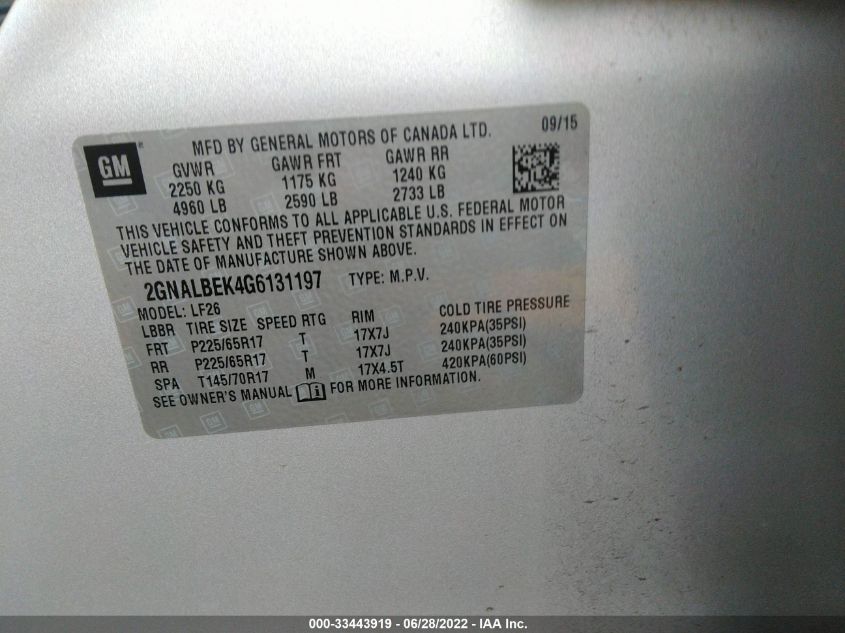 MFD BY GENERAL MOTORS OF CANADA LTD. 09/15
GM
GVWR GAWR FRT GAWR RR
2250 KG 1175 KG 1240 KG
4960 LB 2590 LB 2733 LB
THIS VEHICLE CONFORMS TO ALL APPLICABLE U.S. FEDERAL MOTOR
VEHICLE SAFETY AND THEFT PREVENTION STANDARDS IN EFFECT ON
THE DATE OF MANUFACTURE SHOWN ABOVE.
2GNALBEK4G6131197 TYPE: M.P.V.
MODEL: LF26
LBBR TIRE SIZE SPEED RTG RIM COLD TIRE PRESSURE
FRT P225/65R17 T 17X7J 240KPA(35PSI)
RR P225/65R17 T 17X7J 240KPA(35PSI)
SPA T145/70R17 M 17X4.5T 420KPA(60PSI)
SEE OWNER'S MANUAL i FOR MORE INFORMATION.
000-33443919 - 06/28/2022 - IAA Inc.